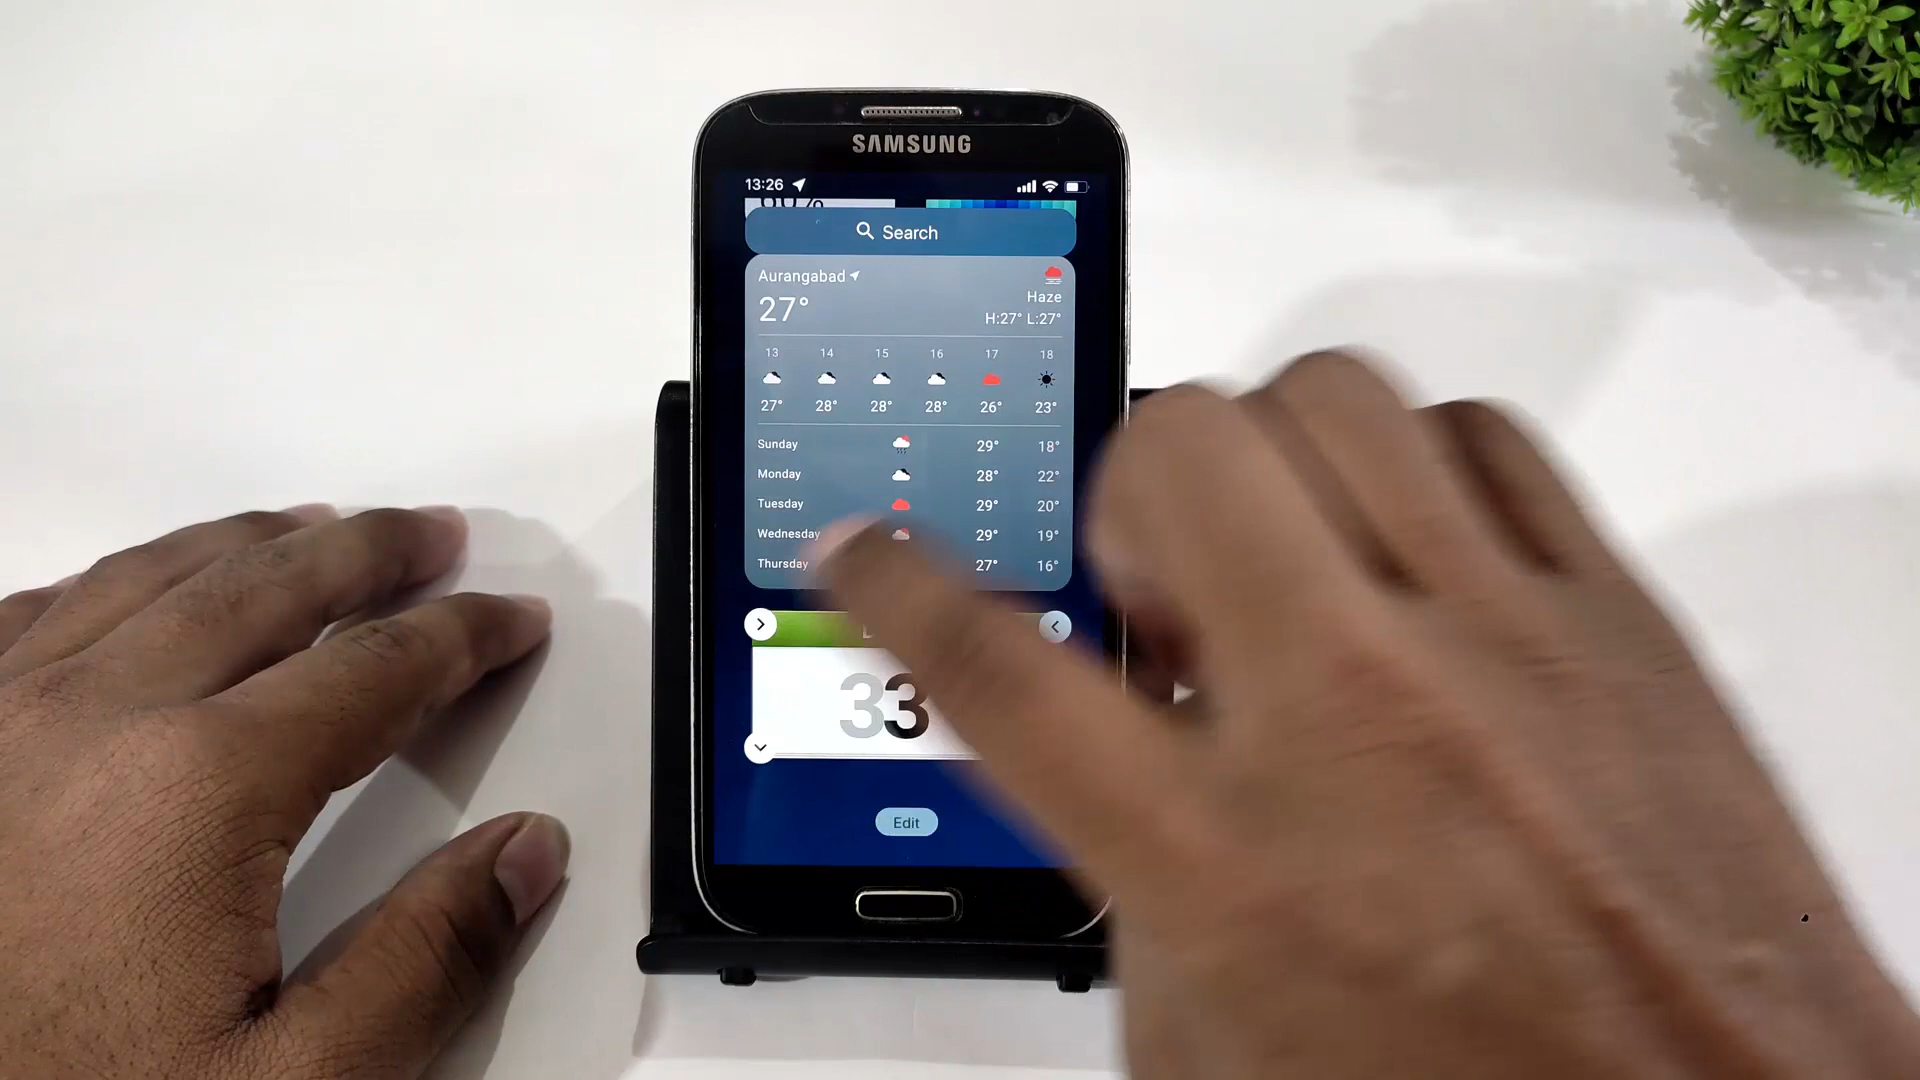 SAMSUNG
13:26
80%
Search
Aurangabad
27°
Haze
H:27° L:27°
13 14 15 16 17 18
27° 28° 28° 28° 26° 23°
Sunday 29° 18°
Monday 28° 22°
Tuesday 29° 20°
Wednesday 29° 19°
Thursday 27° 16°
33
Edit